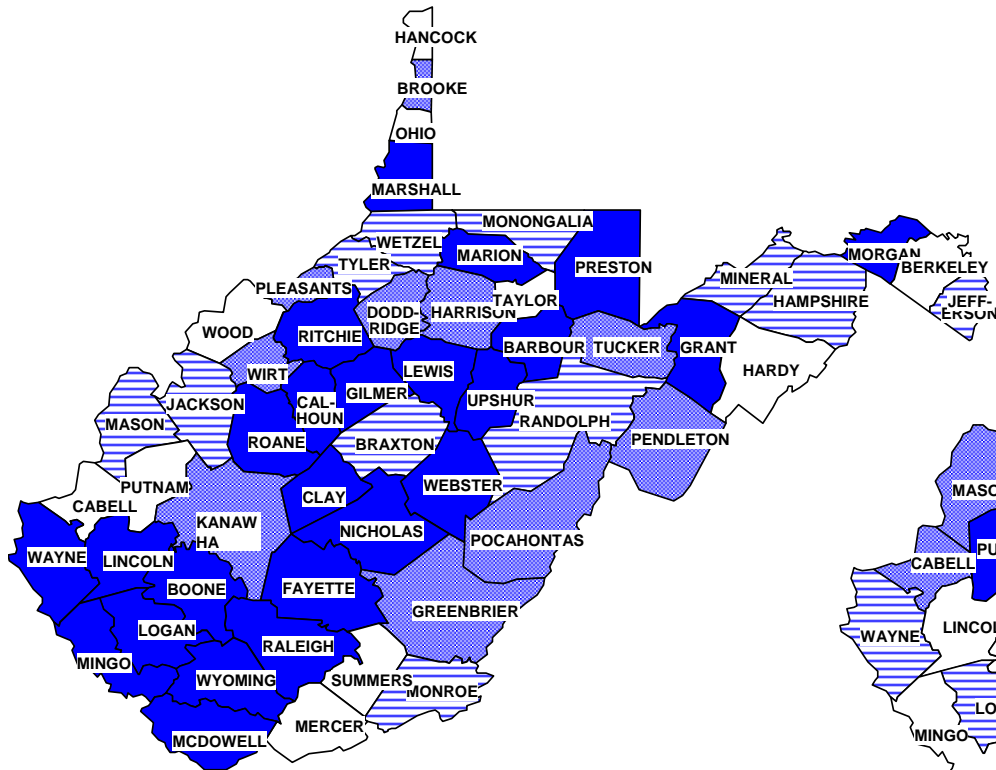 HANCOCK
BROOKE
OHIO
MARSHALL
MONONGALIA
WETZEL
MARION
TYLER
PRESTON
MORGAN
BERKELEY
MINERAL
HAMPSHIRE
JEFF-
ERSON
PLEASANTS
TAYLOR
DODD-
RIDGE
HARRISON
WOOD
RITCHIE
BARBOUR
TUCKER
GRANT
HARDY
WIRT
LEWIS
GILMER
CAL-
HOUN
UPSHUR
JACKSON
MASON
ROANE
BRAXTON
RANDOLPH
PENDLETON
PUTNAM
CLAY
WEBSTER
CABELL
KANAW
HA
NICHOLAS
POCAHONTAS
WAYNE
LINCOLN
BOONE
FAYETTE
GREENBRIER
LOGAN
RALEIGH
MINGO
WYOMING
SUMMERS
MONROE
MERCER
MCDOWELL
MASO
PU
CABELL
WAYNE
LINCOL
LO
MINGO